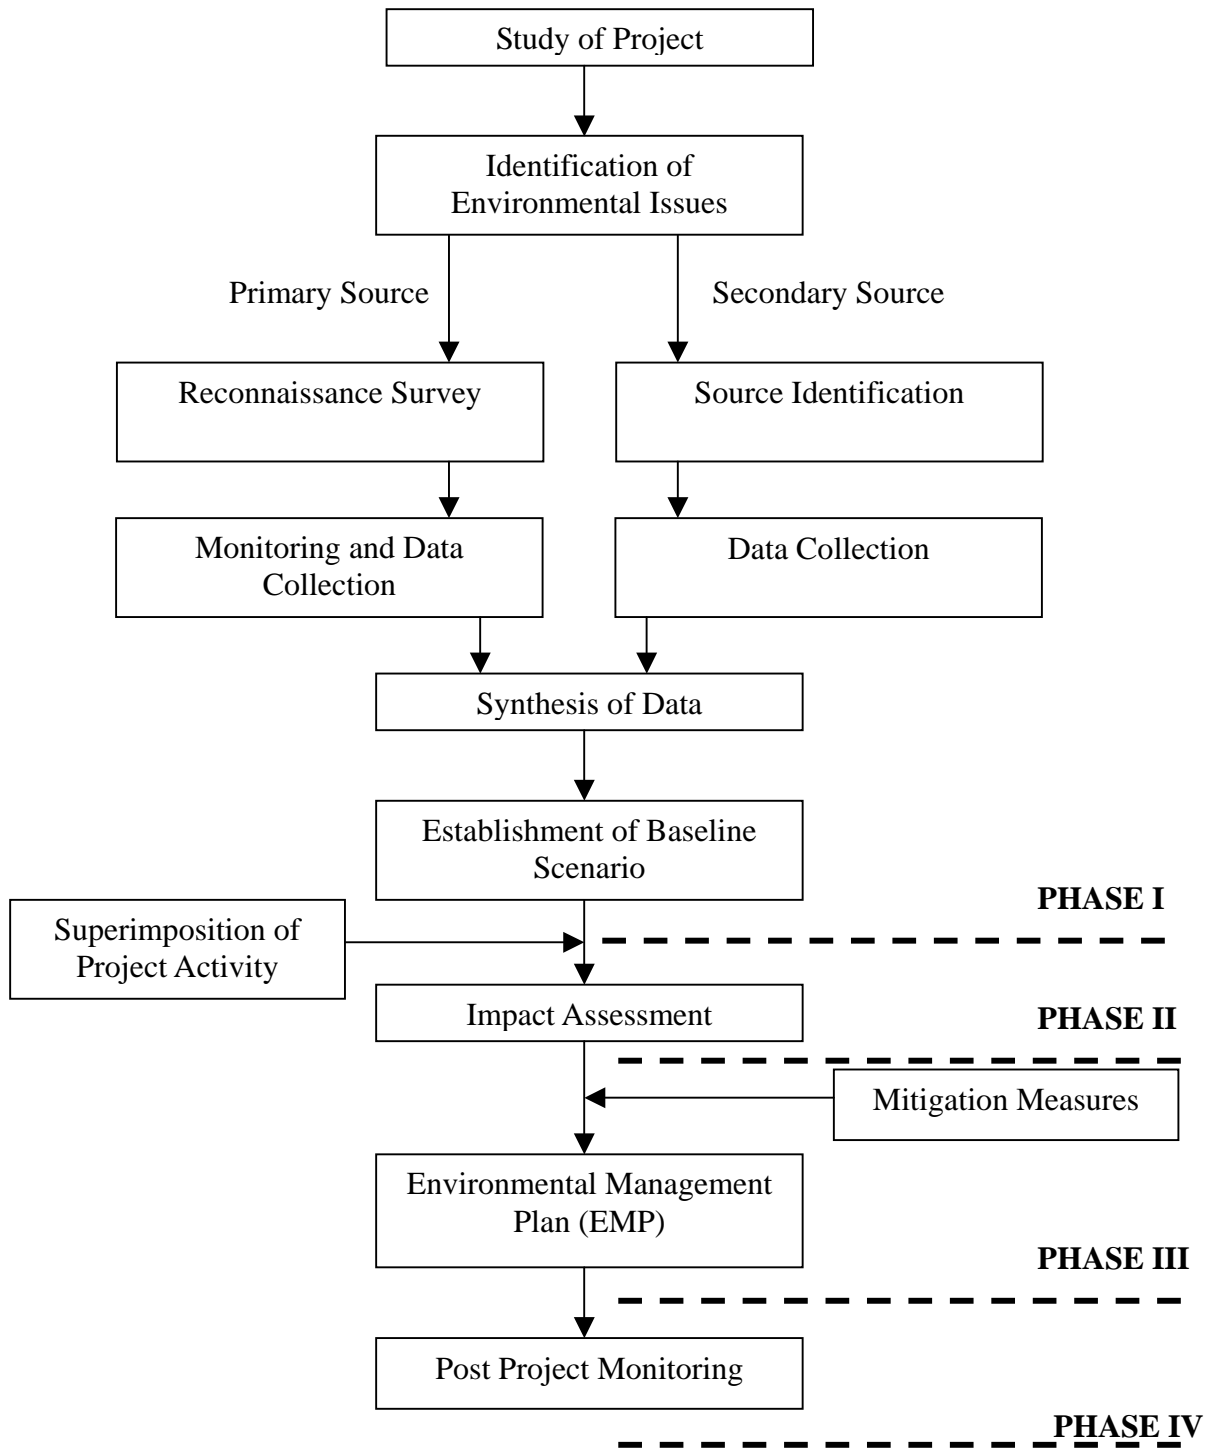 Study of Project
Identification of
Environmental Issues
Primary Source
Secondary Source
Reconnaissance Survey
Source Identification
Monitoring and Data
Collection
Data Collection
Synthesis of Data
Establishment of Baseline
Scenario
PHASE I
Superimposition of
Project Activity
Impact Assessment
PHASE II
Mitigation Measures
Environmental Management
Plan (EMP)
PHASE III
Post Project Monitoring
PHASE IV